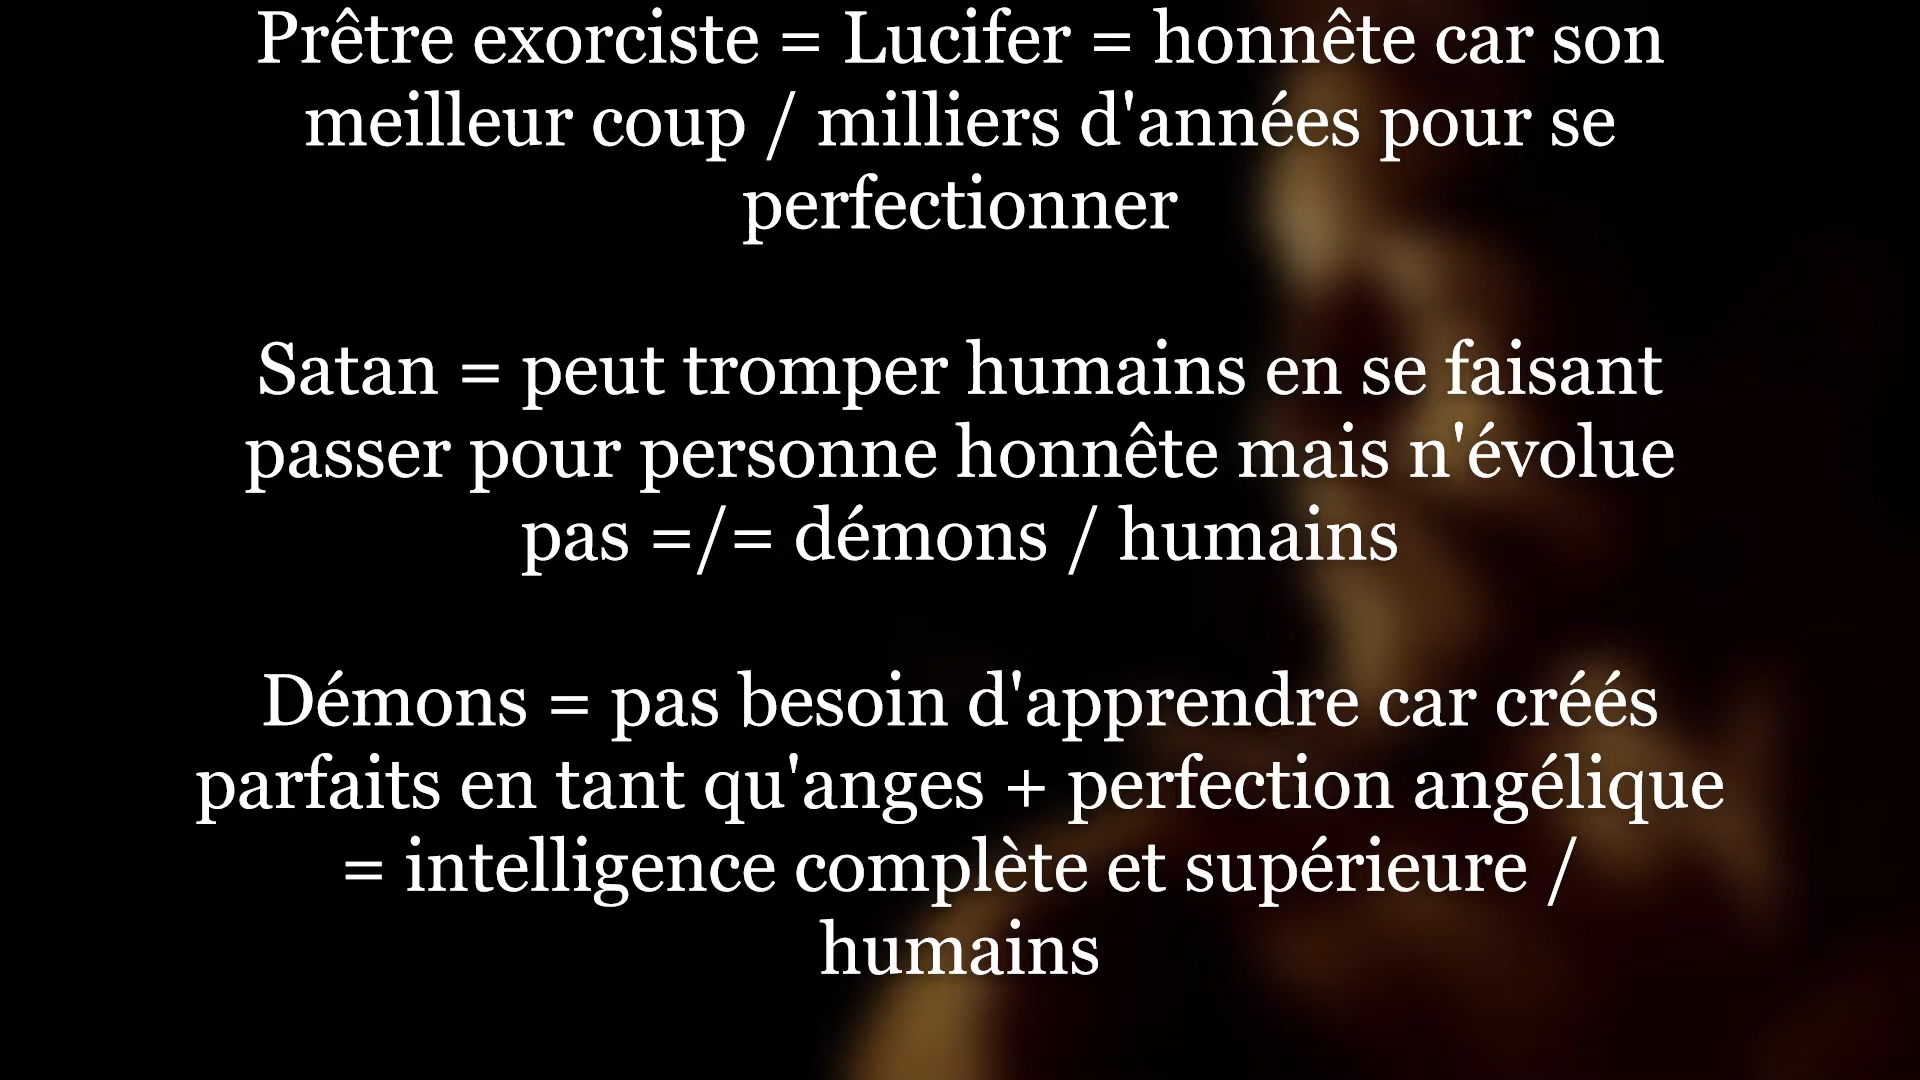 Prêtre exorciste = Lucifer = honnête car son
meilleur coup / milliers d'années pour se
perfectionner
Satan = peut tromper humains en se faisant
passer pour personne honnête mais n'évolue
pas =/= démons / humains
Démons = pas besoin d'apprendre car créés
parfaits en tant qu'anges + perfection angélique
= intelligence complète et supérieure /
humains